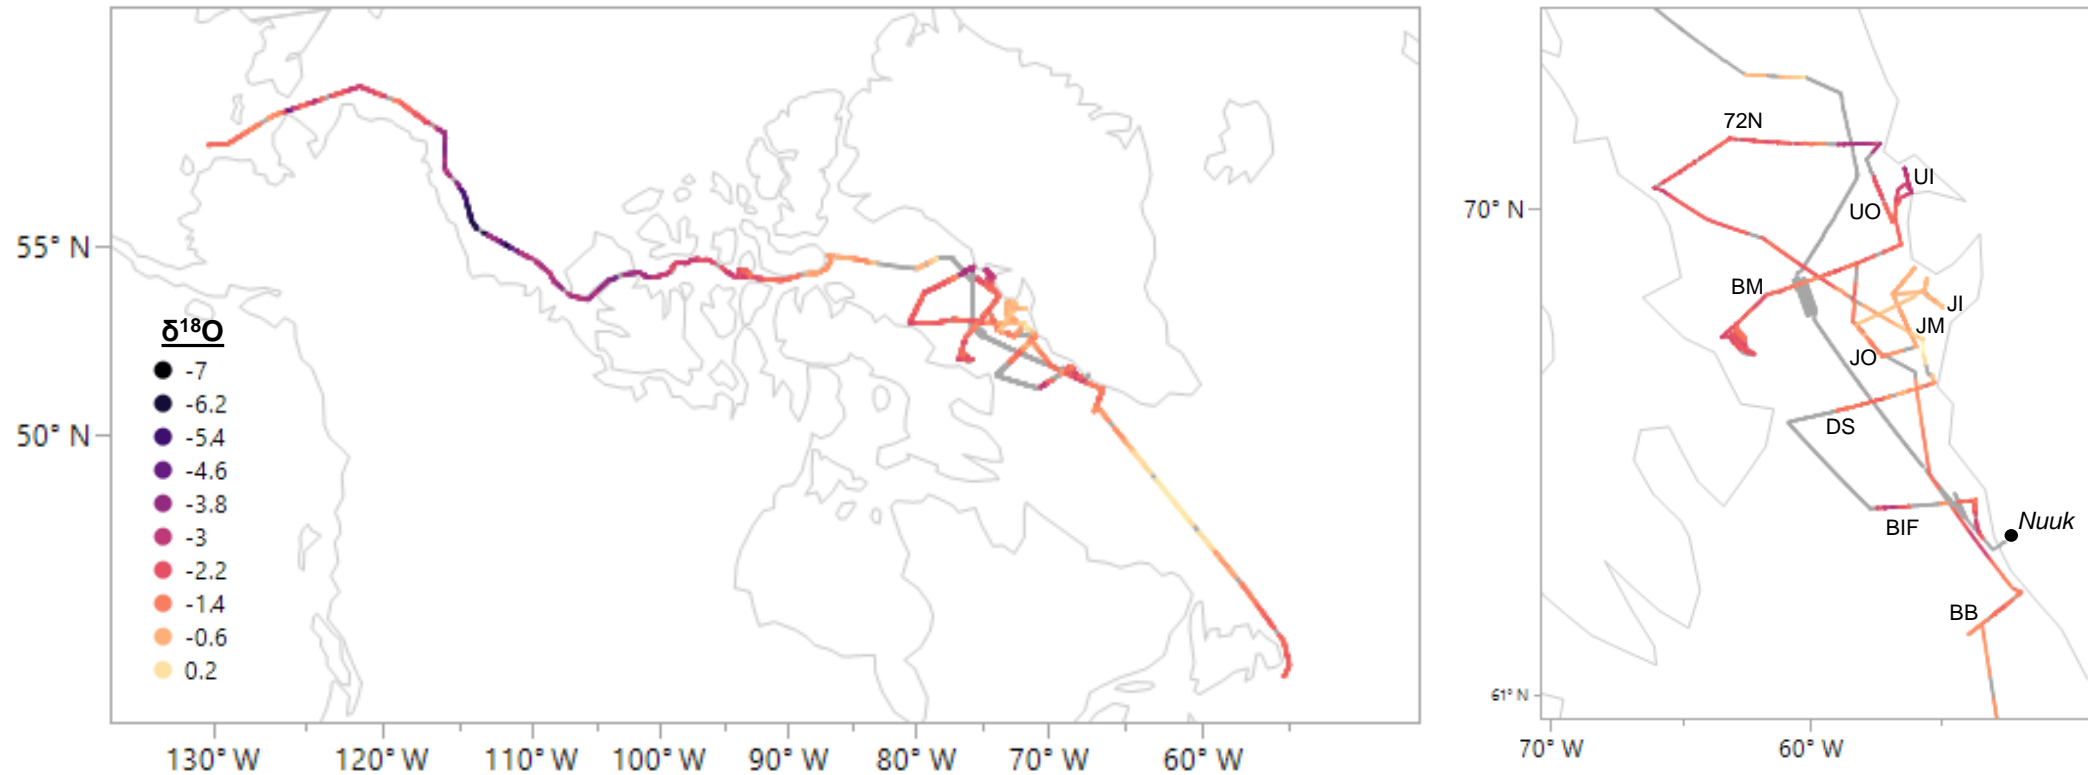 55° N
50° N
δ18O
-7
-6.2
-5.4
-4.6
-3.8
-3
-2.2
-1.4
-0.6
0.2
130° W 120° W 110° W 100° W 90° W 80° W 70° W 60° W
72N
UI
70° N
UO
BM
JI
JM
JO
DS
BIF
Nuuk
BB
61° N
70° W 60° W